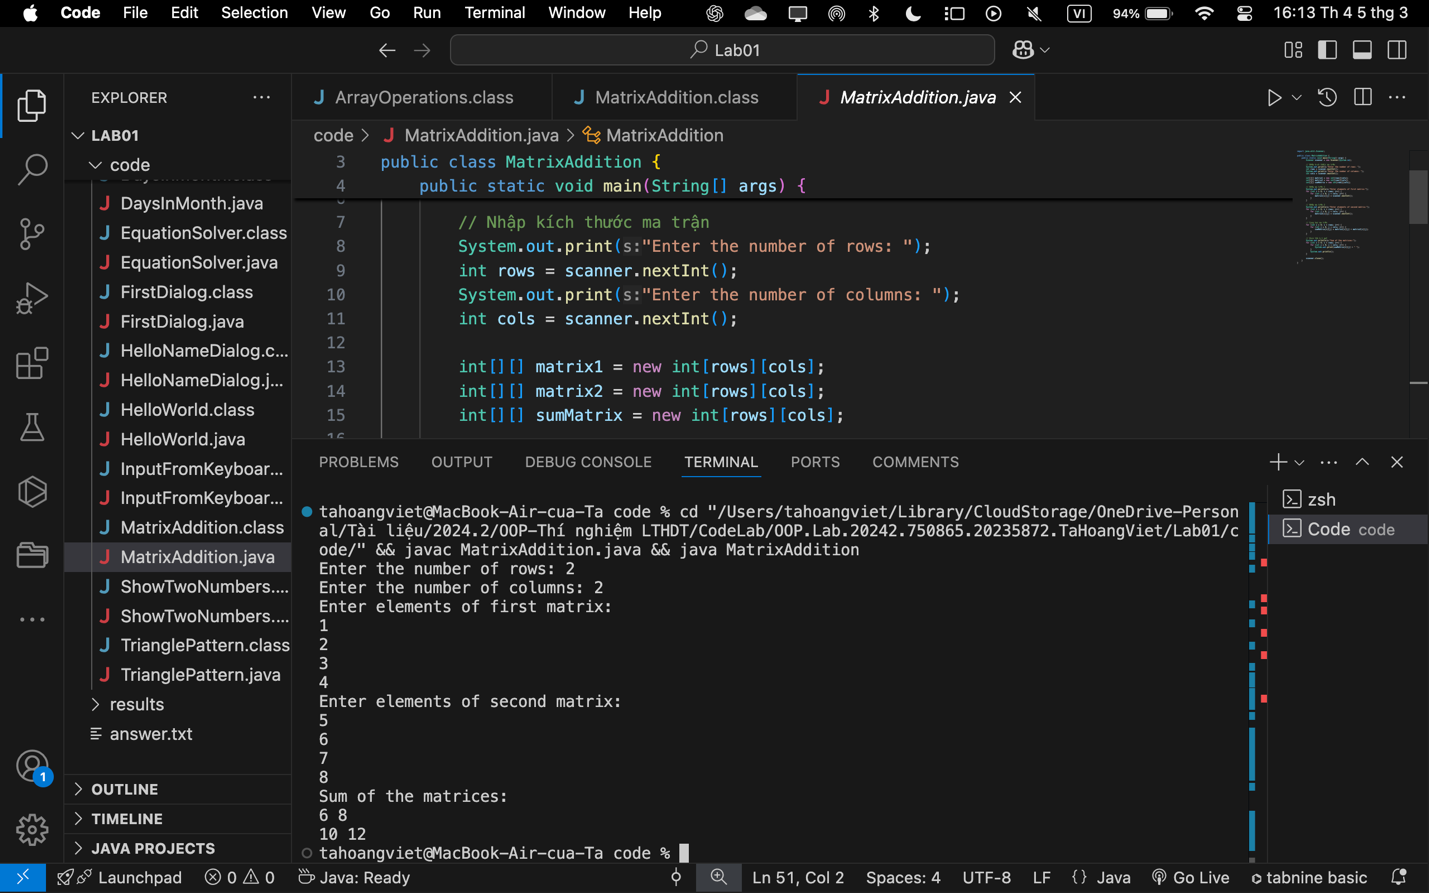 Code File Edit Selection View Go Run Terminal Window Help VI 94% 16:13 Th 4 5 thg 3
Lab01
EXPLORER
LAB01
code
DaysInMonth.java
EquationSolver.class
EquationSolver.java
FirstDialog.class
FirstDialog.java
HelloNameDialog.c...
HelloNameDialog.j...
HelloWorld.class
HelloWorld.java
InputFromKeyboar...
InputFromKeyboar...
MatrixAddition.class
MatrixAddition.java
ShowTwoNumbers....
ShowTwoNumbers....
TrianglePattern.class
TrianglePattern.java
results
answer.txt
OUTLINE
TIMELINE
JAVA PROJECTS
1
ArrayOperations.class MatrixAddition.class MatrixAddition.java
code > MatrixAddition.java > MatrixAddition
3 public class MatrixAddition {
4 public static void main(String[] args) {
7 // Nhập kích thước ma trận
8 System.out.print(s:"Enter the number of rows: ");
9 int rows = scanner.nextInt();
10 System.out.print(s:"Enter the number of columns: ");
11 int cols = scanner.nextInt();
12
13 int[][] matrix1 = new int[rows][cols];
14 int[][] matrix2 = new int[rows][cols];
15 int[][] sumMatrix = new int[rows][cols];
PROBLEMS OUTPUT DEBUG CONSOLE TERMINAL PORTS COMMENTS
tahoangviet@MacBook-Air-cua-Ta code % cd "/Users/tahoangviet/Library/CloudStorage/OneDrive-Person
al/Tài liệu/2024.2/OOP-Thí nghiệm LTHDT/CodeLab/OOP.Lab.20242.750865.20235872.TaHoangViet/Lab01/c
ode/" && javac MatrixAddition.java && java MatrixAddition
Enter the number of rows: 2
Enter the number of columns: 2
Enter elements of first matrix:
1
2
3
4
Enter elements of second matrix:
5
6
7
8
Sum of the matrices:
6 8
10 12
tahoangviet@MacBook-Air-cua-Ta code %
zsh
Code code
Launchpad 0 0 Java: Ready Ln 51, Col 2 Spaces: 4 UTF-8 LF {} Java Go Live tabnine basic